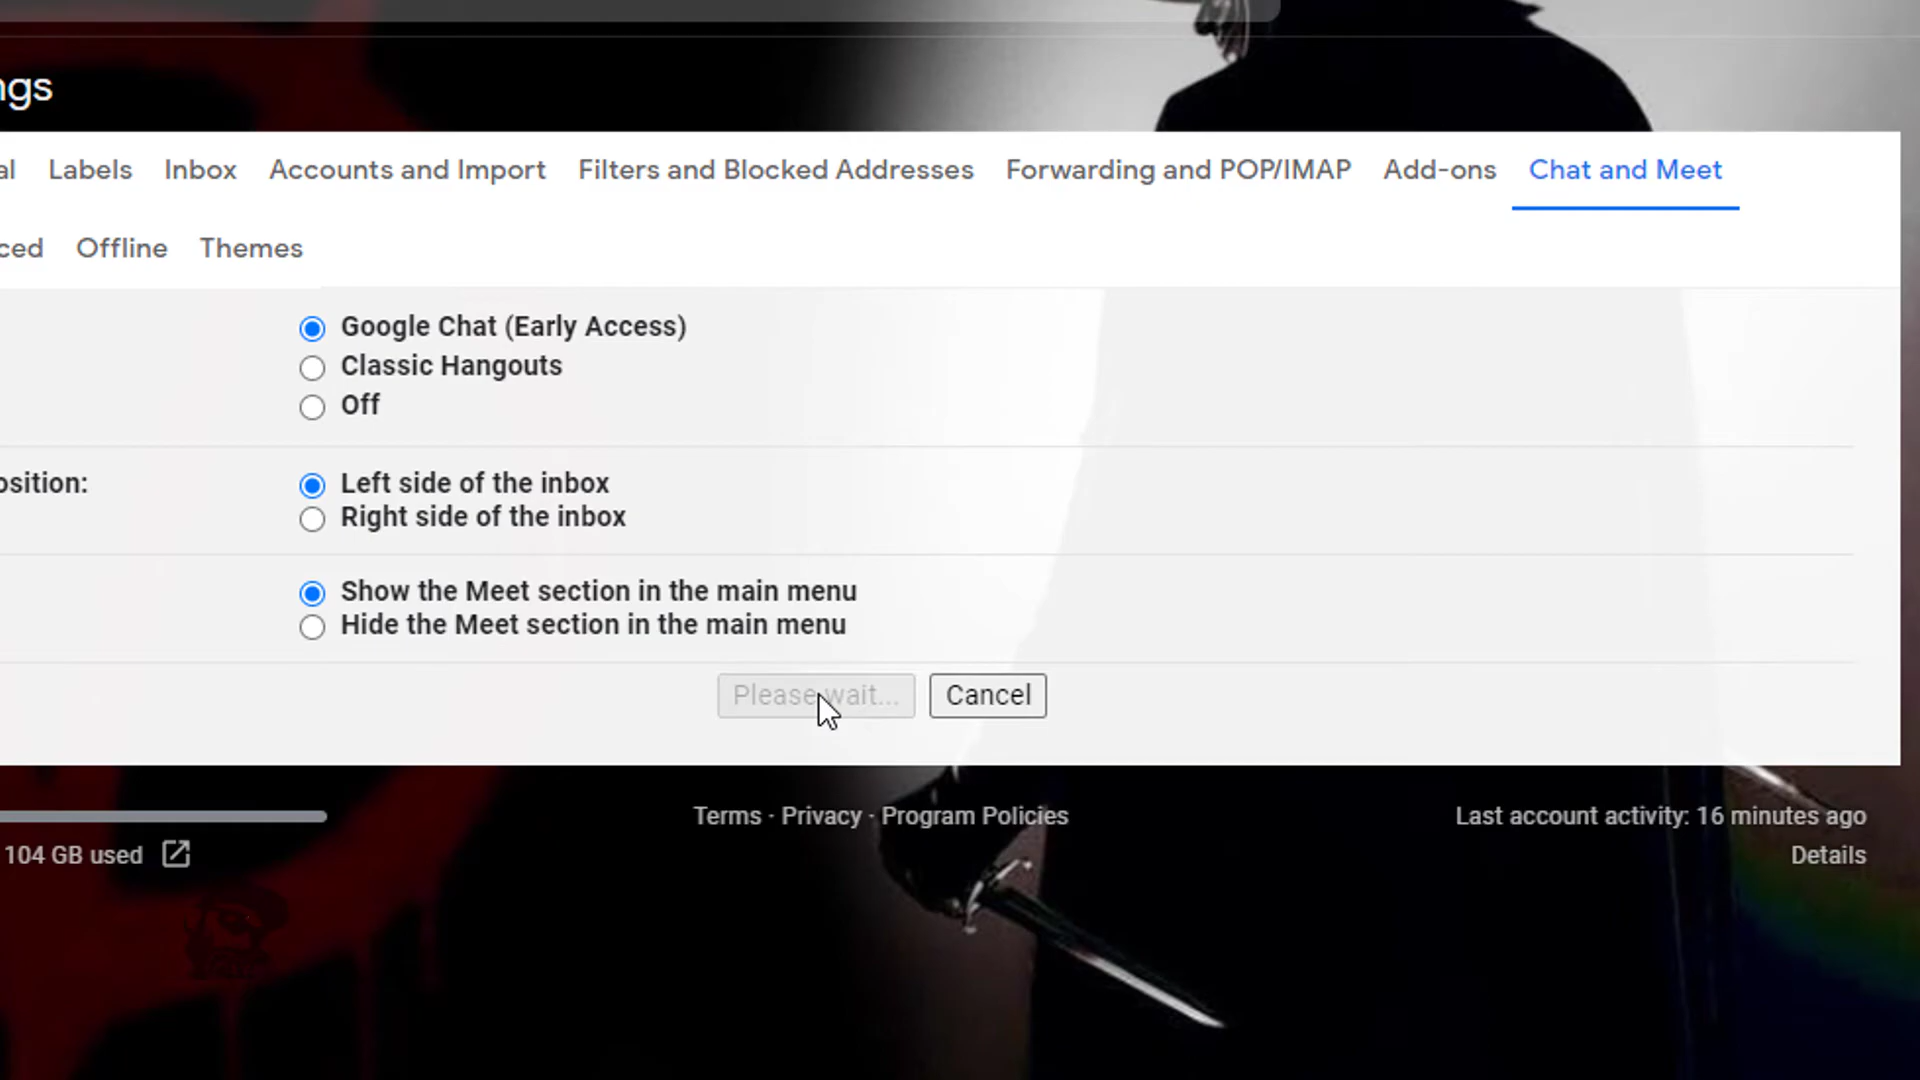 ngs
al Labels Inbox Accounts and Import Filters and Blocked Addresses Forwarding and POP/IMAP Add-ons Chat and Meet
ced Offline Themes
Google Chat (Early Access)
Classic Hangouts
Off
osition: Left side of the inbox
Right side of the inbox
Show the Meet section in the main menu
Hide the Meet section in the main menu
Please wait... Cancel
Terms · Privacy · Program Policies Last account activity: 16 minutes ago
104 GB used Details